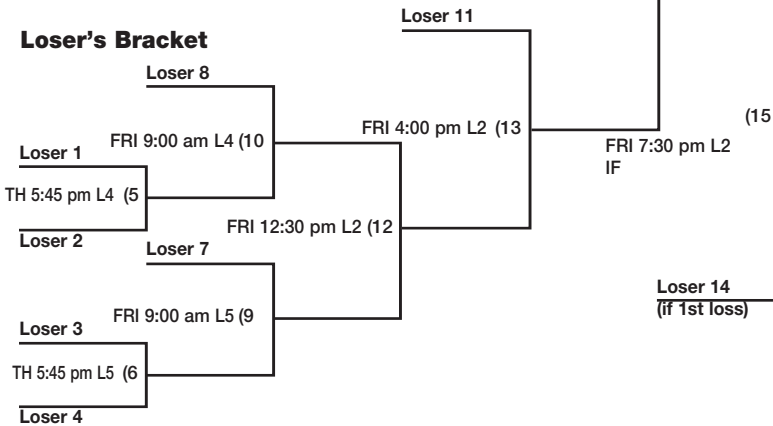 Loser's Bracket
Loser 11
Loser 8
FRI 9:00 am L4 (10
FRI 4:00 pm L2 (13
(15
FRI 7:30 pm L2
IF
Loser 1
TH 5:45 pm L4 (5
Loser 2
FRI 12:30 pm L2 (12
Loser 7
FRI 9:00 am L5 (9
Loser 3
TH 5:45 pm L5 (6
Loser 4
Loser 14
(if 1st loss)